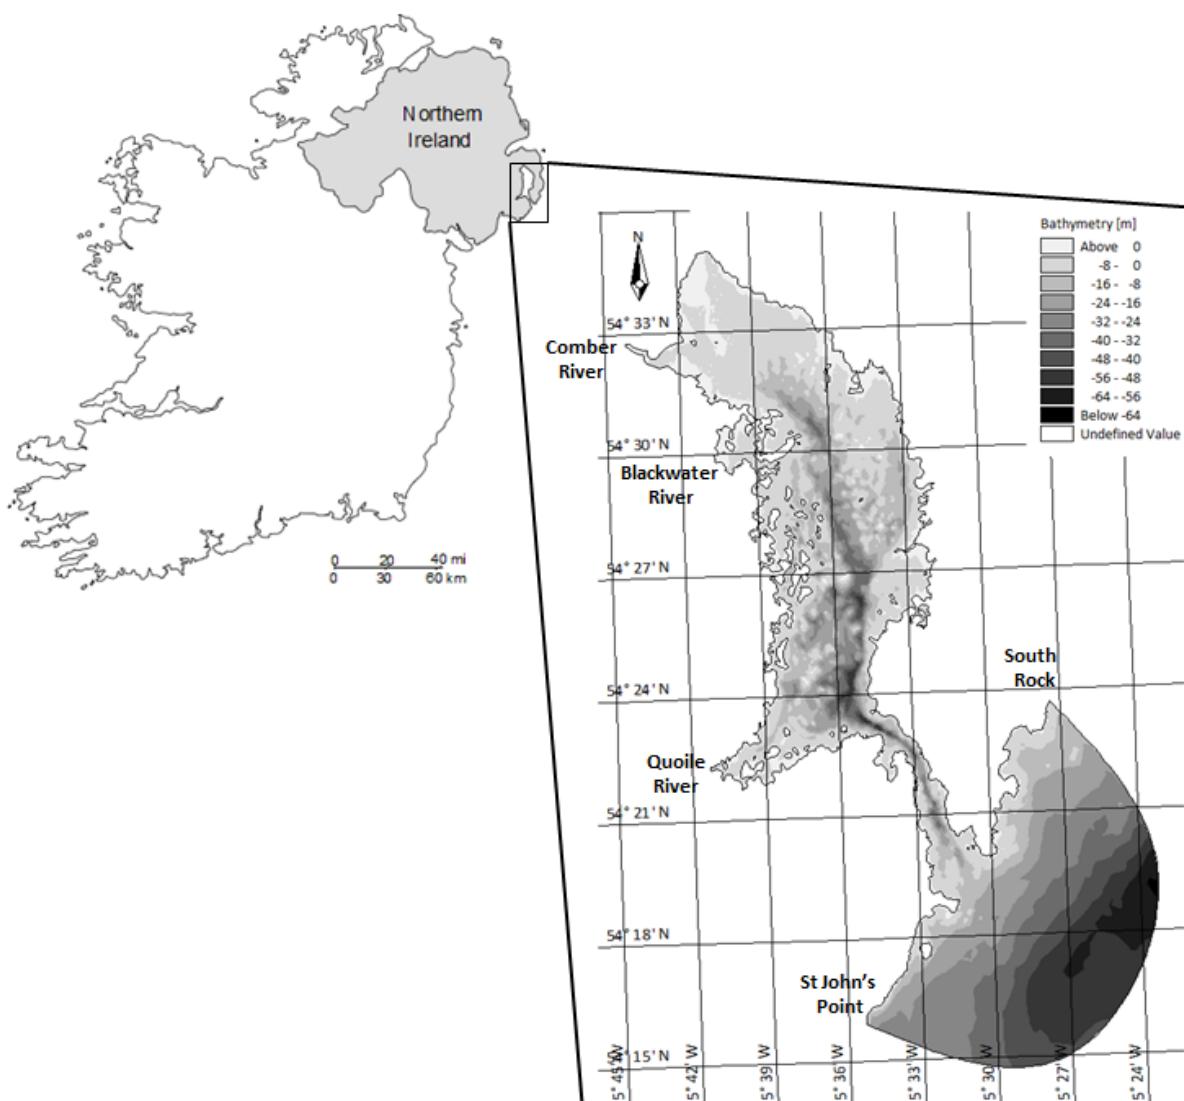 Northern
Ireland
0 20 40 mi
0 30 60 km
N
Bathymetry [m]
Above 0
-8 - 0
-16 - -8
-24 - -16
-32 - -24
-40 - -32
-48 - -40
-56 - -48
-64 - -56
Below -64
Undefined Value
54° 33' N
Comber
River
54° 30' N
Blackwater
River
54° 27' N
South
Rock
54° 24' N
Quoile
River
54° 21' N
54° 18' N
St John's
Point
54° 15' N
5° 45' W
5° 42' W
5° 39' W
5° 36' W
5° 33' W
5° 30' W
5° 27' W
5° 24' W